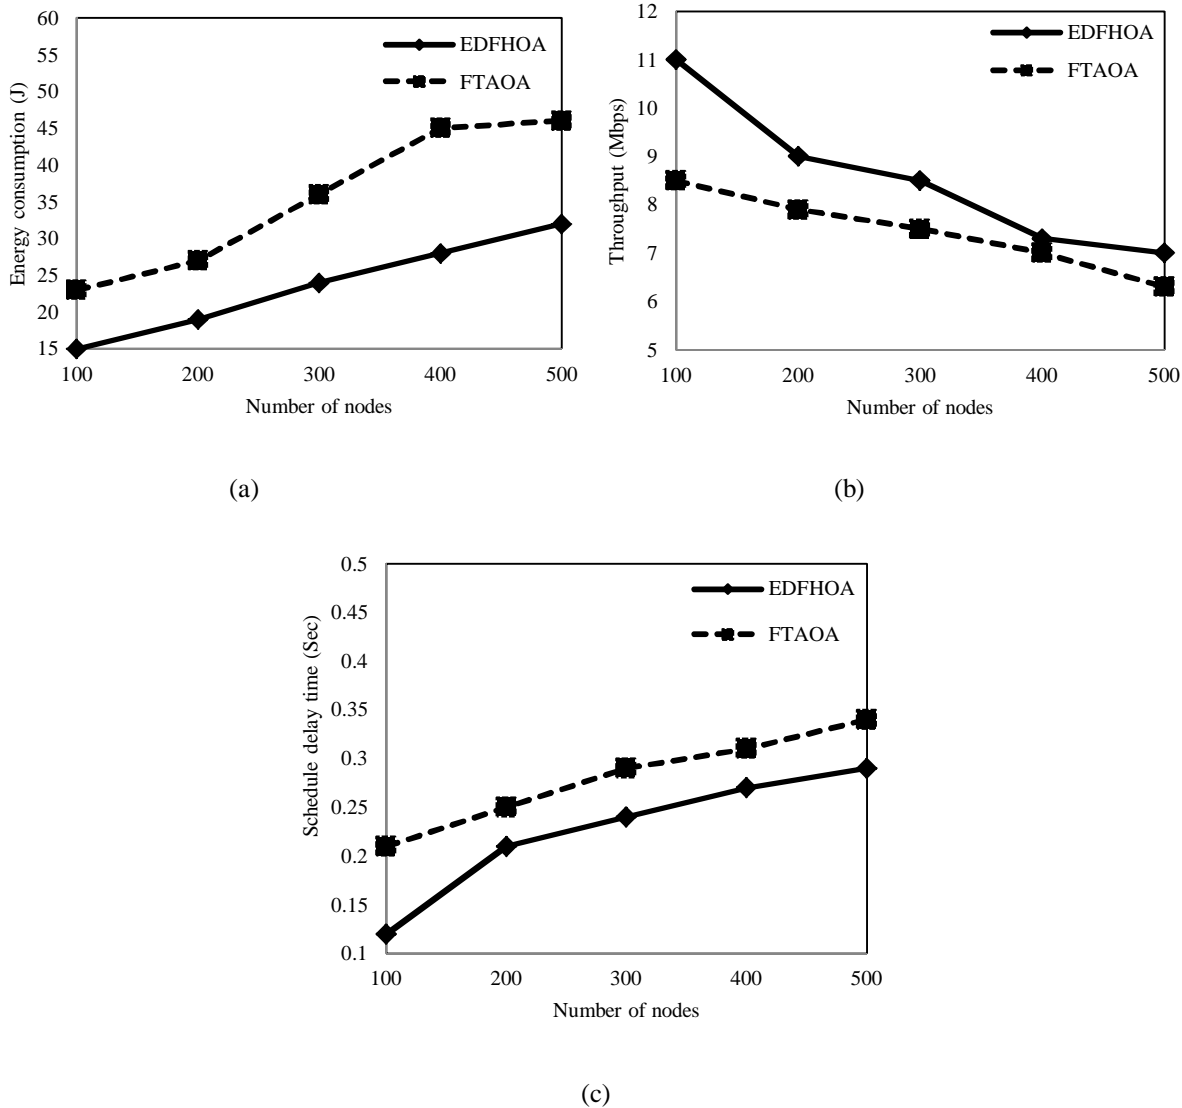 60
55
50
45
40
35
30
25
20
15
Energy consumption (J)
EDFHOA
FTAOA
100 200 300 400 500
Number of nodes
(a)
12
11
10
9
8
7
6
5
Throughput (Mbps)
EDFHOA
FTAOA
100 200 300 400 500
Number of nodes
(b)
0.5
0.45
0.4
0.35
0.3
0.25
0.2
0.15
0.1
Schedule delay time (Sec)
EDFHOA
FTAOA
100 200 300 400 500
Number of nodes
(c)